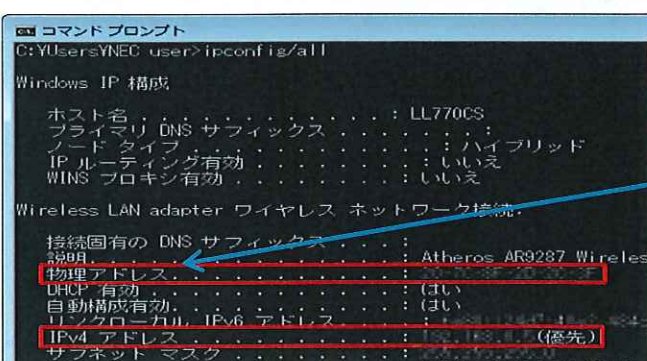 コマンド プロンプト
C:¥Users¥NEC user>ipconfig/all
Windows IP 構成
ホスト名 . . . . . . . . . . . . : LL770CS
プライマリ DNS サフィックス . . . . . . . :
ノード タイプ . . . . . . . . . . . . : ハイブリッド
IP ルーティング有効 . . . . . . . . : いいえ
WINS プロキシ有効 . . . . . . . . : いいえ
Wireless LAN adapter ワイヤレス ネットワーク接続:
接続固有の DNS サフィックス . . . . :
説明. . . . . . . . . . . . . . . : Atheros AR9287 Wireles
物理アドレス. . . . . . . . . . . :
DHCP 有効 . . . . . . . . . . . . : はい
自動構成有効. . . . . . . . . . . : はい
リンクローカル IPv6 アドレス. . . . :
IPv4 アドレス . . . . . . . . . . : (優先)
サブネット マスク . . . . . . . . :